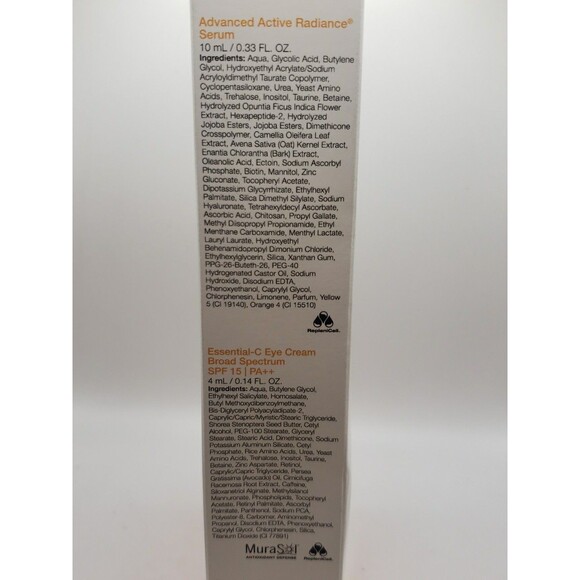 Advanced Active Radiance®
Serum
10 mL / 0.33 FL. OZ.
Ingredients: Aqua, Glycolic Acid, Butylene
Glycol, Hydroxyethyl Acrylate/Sodium
Acryloyldimethyl Taurate Copolymer,
Cyclopentasiloxane, Urea, Yeast Amino
Acids, Trehalose, Inositol, Taurine, Betaine,
Hydrolyzed Opuntia Ficus Indica Flower
Extract, Hexapeptide-2, Hydrolyzed
Jojoba Esters, Jojoba Esters, Dimethicone
Crosspolymer, Camellia Oleifera Leaf
Extract, Avena Sativa (Oat) Kernel Extract,
Enantia Chlorantha (Bark) Extract,
Oleanolic Acid, Ectoin, Sodium Ascorbyl
Phosphate, Biotin, Mannitol, Zinc
Gluconate, Tocopheryl Acetate,
Dipotassium Glycyrrhizate, Ethylhexyl
Palmitate, Silica Dimethyl Silylate, Sodium
Hyaluronate, Tetrahexyldecyl Ascorbate,
Ascorbic Acid, Chitosan, Propyl Gallate,
Methyl Diisopropyl Propionamide, Ethyl
Menthane Carboxamide, Menthyl Lactate,
Lauryl Laurate, Hydroxyethyl
Behenamidopropyl Dimonium Chloride,
Ethylhexylglycerin, Silica, Xanthan Gum,
PPG-26-Buteth-26, PEG-40
Hydrogenated Castor Oil, Sodium
Hydroxide, Disodium EDTA,
Phenoxyethanol, Caprylyl Glycol,
Chlorphenesin, Limonene, Parfum, Yellow
5 (CI 19140), Orange 4 (CI 15510)
RepleniCell.
Essential-C Eye Cream
Broad Spectrum
SPF 15 | PA++
4 mL / 0.14 FL. OZ.
Ingredients: Aqua, Butylene Glycol,
Ethylhexyl Salicylate, Homosalate,
Butyl Methoxydibenzoylmethane,
Bis-Diglyceryl Polyacyladipate-2,
Caprylic/Capric/Myristic/Stearic Triglyceride,
Shorea Stenoptera Seed Butter, Cetyl
Alcohol, PEG-100 Stearate, Glyceryl
Stearate, Stearic Acid, Dimethicone, Sodium
Potassium Aluminum Silicate, Cetyl
Phosphate, Rice Amino Acids, Urea, Yeast
Amino Acids, Trehalose, Inositol, Taurine,
Betaine, Zinc Aspartate, Retinol,
Caprylic/Capric Triglyceride, Persea
Gratissima (Avocado) Oil, Cimicifuga
Racemosa Root Extract, Caffeine,
Siloxanetriol Alginate, Methylsilanol
Mannuronate, Phospholipids, Tocopheryl
Acetate, Retinyl Palmitate, Ascorbyl
Palmitate, Panthenol, Sodium PCA,
Polyester-8, Carbomer, Aminomethyl
Propanol, Disodium EDTA, Phenoxyethanol,
Caprylyl Glycol, Chlorphenesin, Silica,
Titanium Dioxide (CI 77891)
MuraSol
ANTIOXIDANT DEFENSE
RepleniCell.